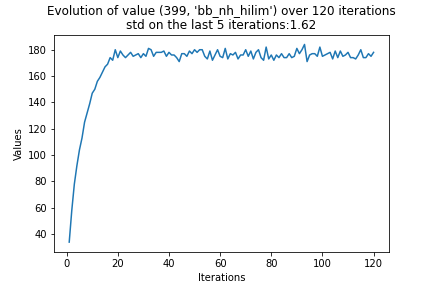 Evolution of value (399, 'bb_nh_hilim') over 120 iterations
std on the last 5 iterations:1.62
180
160
140
120
100
80
60
40
Values
0 20 40 60 80 100 120
Iterations